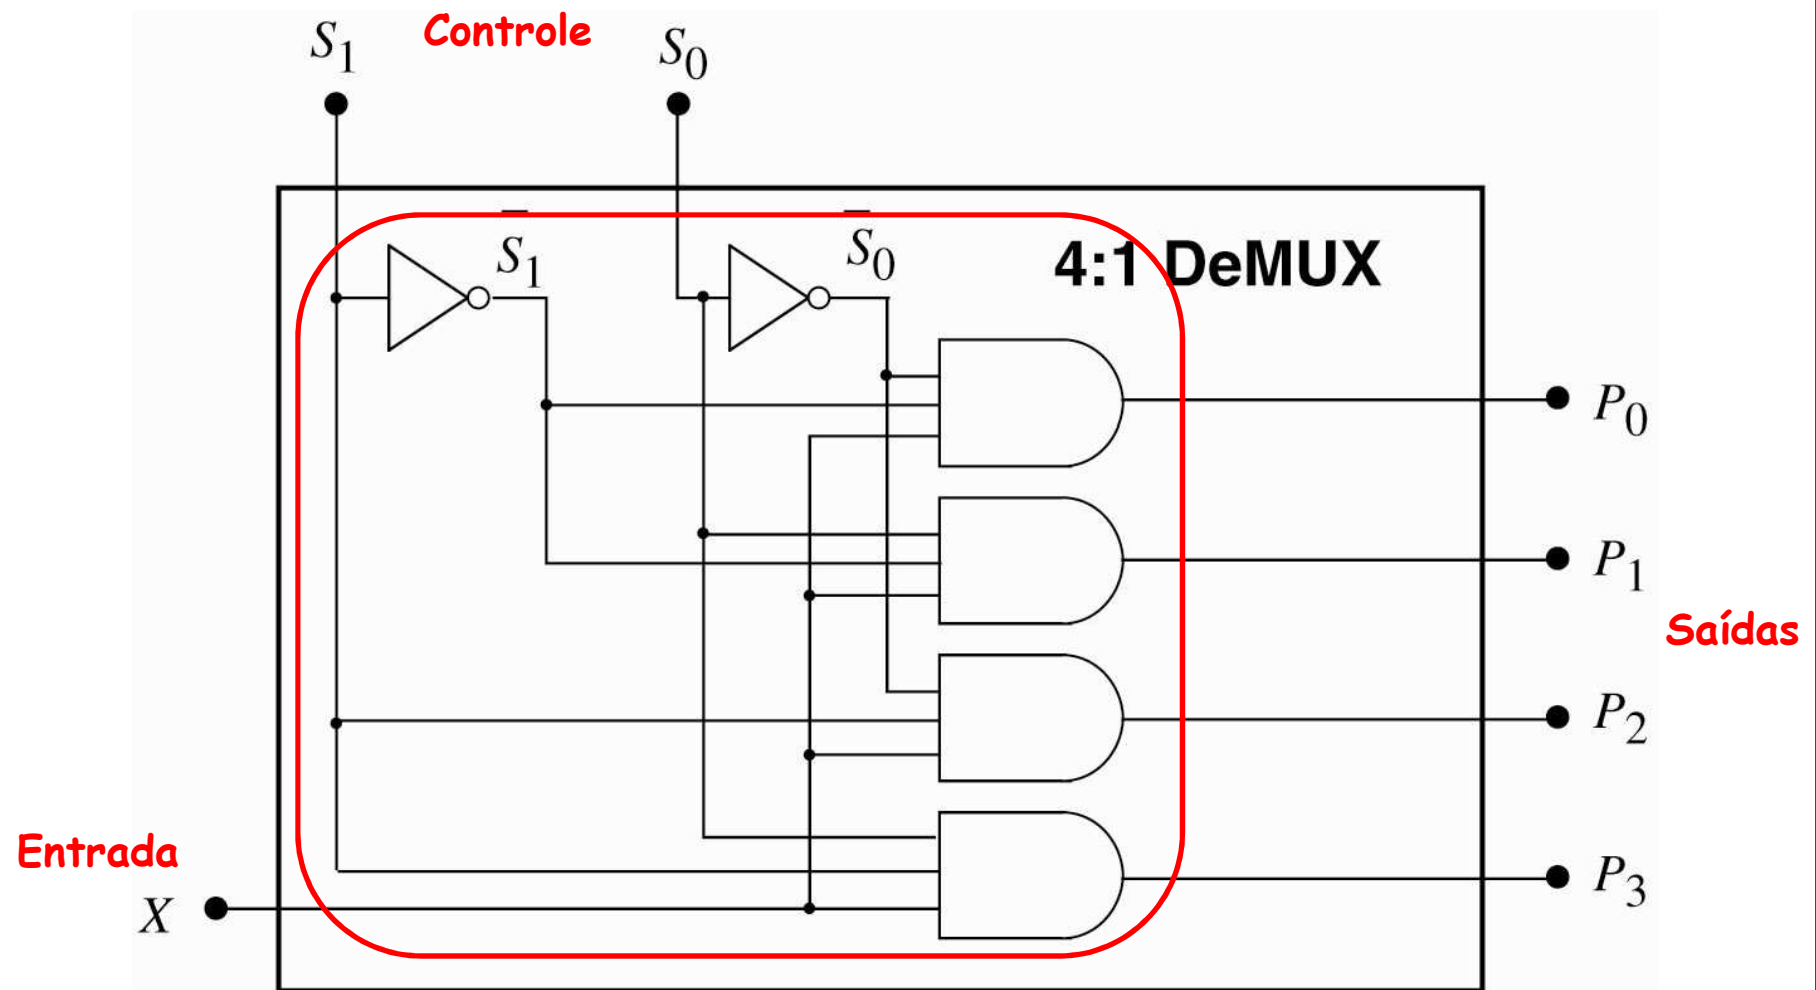 Controle
S1
S0
S̅1
S̅0
4:1 DeMUX
P0
P1
Saídas
P2
Entrada
P3
X